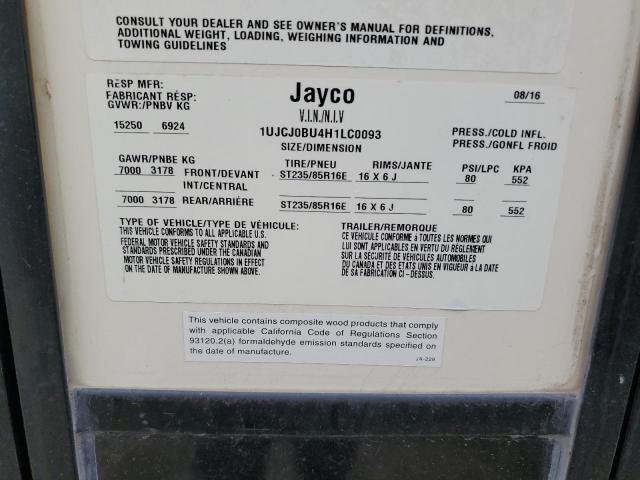 CONSULT YOUR DEALER AND SEE OWNER'S MANUAL FOR DEFINITIONS,
ADDITIONAL WEIGHT, LOADING, WEIGHING INFORMATION AND
TOWING GUIDELINES
RESP MFR:
FABRICANT RÉSP:
GVWR:/PNBV KG
Jayco
08/16
V.I.N./N.I.V
15250 6924
1UJCJ0BU4H1LC0093
SIZE/DIMENSION
PRESS./COLD INFL.
PRESS./GONFL FROID
GAWR/PNBE KG
TIRE/PNEU RIMS/JANTE PSI/LPC KPA
7000 3178 FRONT/DEVANT ST235/85R16E 16 X 6 J 80 552
INT/CENTRAL
7000 3178 REAR/ARRIÈRE ST235/85R16E 16 X 6 J 80 552
TYPE OF VEHICLE/TYPE DE VÉHICULE: TRAILER/REMORQUE
THIS VEHICLE CONFORMS TO ALL APPLICABLE U.S.
FEDERAL MOTOR VEHICLE SAFETY STANDARDS AND
STANDARDS PRESCRIBED UNDER THE CANADIAN
MOTOR VEHICLE SAFETY REGULATIONS IN EFFECT
ON THE DATE OF MANUFACTURE SHOWN ABOVE.
CE VÉHICULE CONFORME à TOUTES LES NORMES QUI
LUI SONT APPLICABLES EN VERTU DU RÈGLEMENT
SUR LA SÉCURITÉ DE VÉHICULES AUTOMOBILES
DU CANADA ET DES ETATS UNIS EN VIGUEUR à LA DATE
DE SA FABRICATION CI - DESSUS.
This vehicle contains composite wood products that comply
with applicable California Code of Regulations Section
93120.2(a) formaldehyde emission standards specified on
the date of manufacture.
JA-229